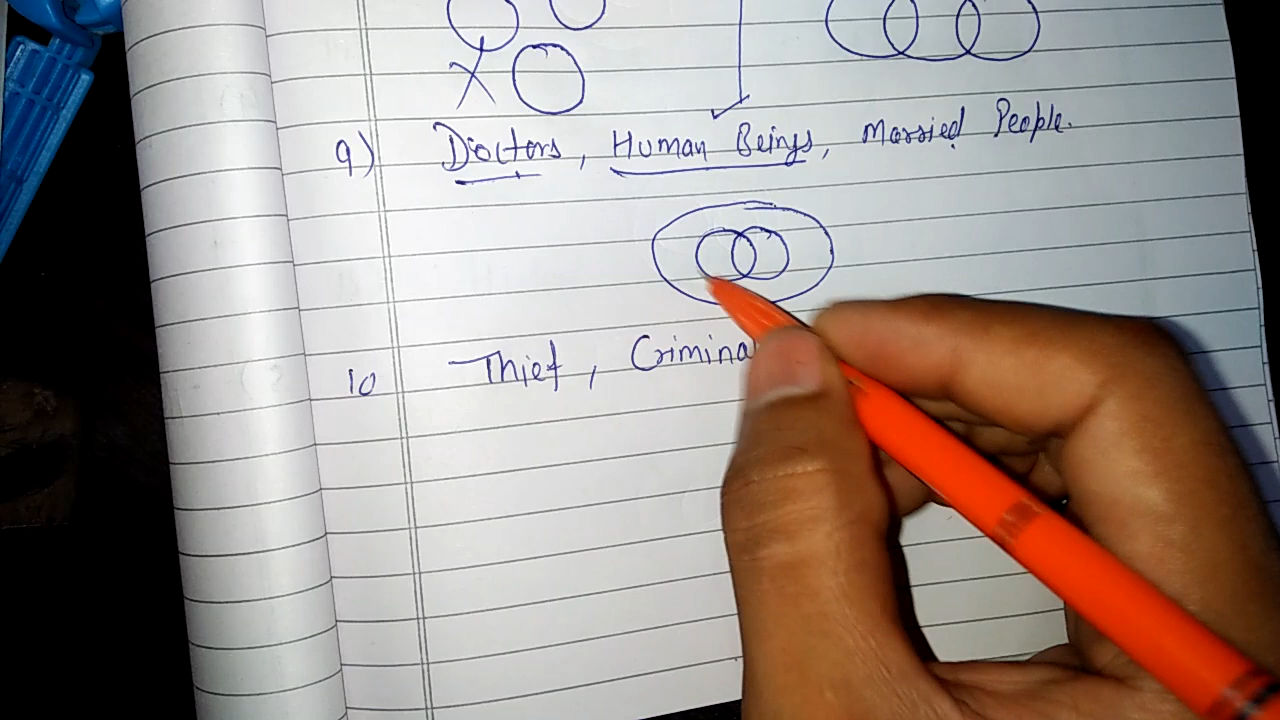 9) Doctors, Human Beings, Married People.
10 Thief, Crimina